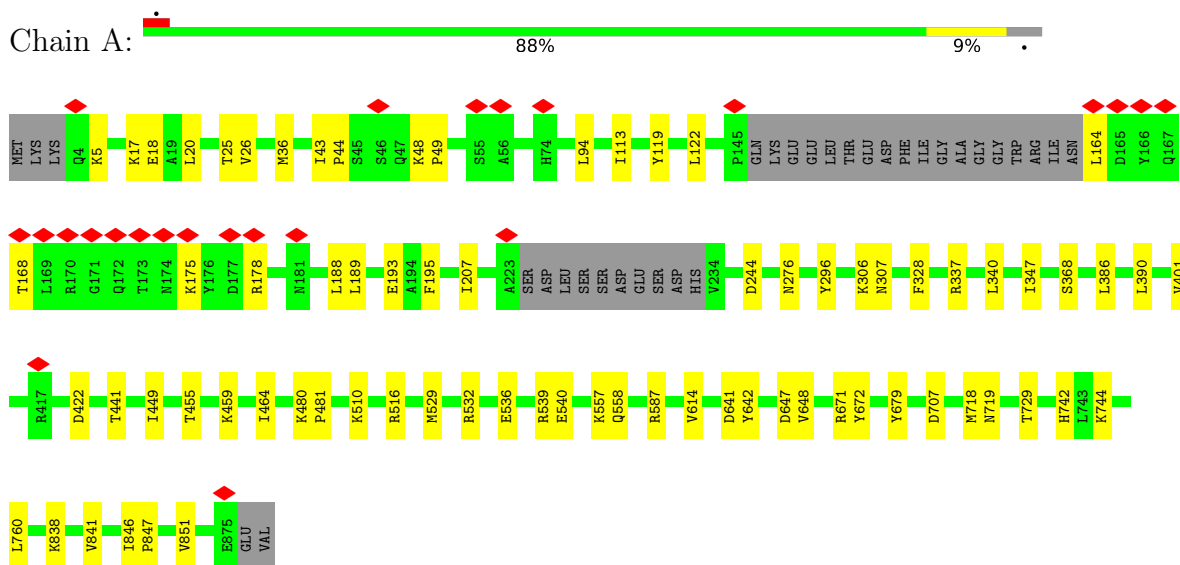 Chain A:
88% 9%
MET LYS LYS Q4 K5 K17 E18 A19 L20 T25 V26 M36 I43 P44 S45 S46 Q47 K48 P49 S55 A56 H74 L94 I113 Y119 L122 P145 GLN LYS GLU GLU LEU THR GLU ASP PHE ILE GLY ALA GLY GLY TRP ARG ILE ASN L164 D165 Y166 Q167
T168 L169 R170 G171 Q172 T173 N174 K175 Y176 D177 R178 N181 L188 L189 E193 A194 F195 I207 A223 SER ASP LEU SER SER ASP GLU SER ASP HIS V234 D244 N276 Y296 K306 N307 F328 R337 L340 I347 S368 L386 L390 V401
R417 D422 T441 I449 T455 K459 I464 K480 P481 K510 R516 M529 R532 E536 R539 E540 K557 Q558 R587 V614 D641 Y642 D647 V648 R671 Y672 Y679 D707 M718 N719 T729 H742 L743 K744
L760 K838 V841 I846 P847 V851 E875 GLU VAL